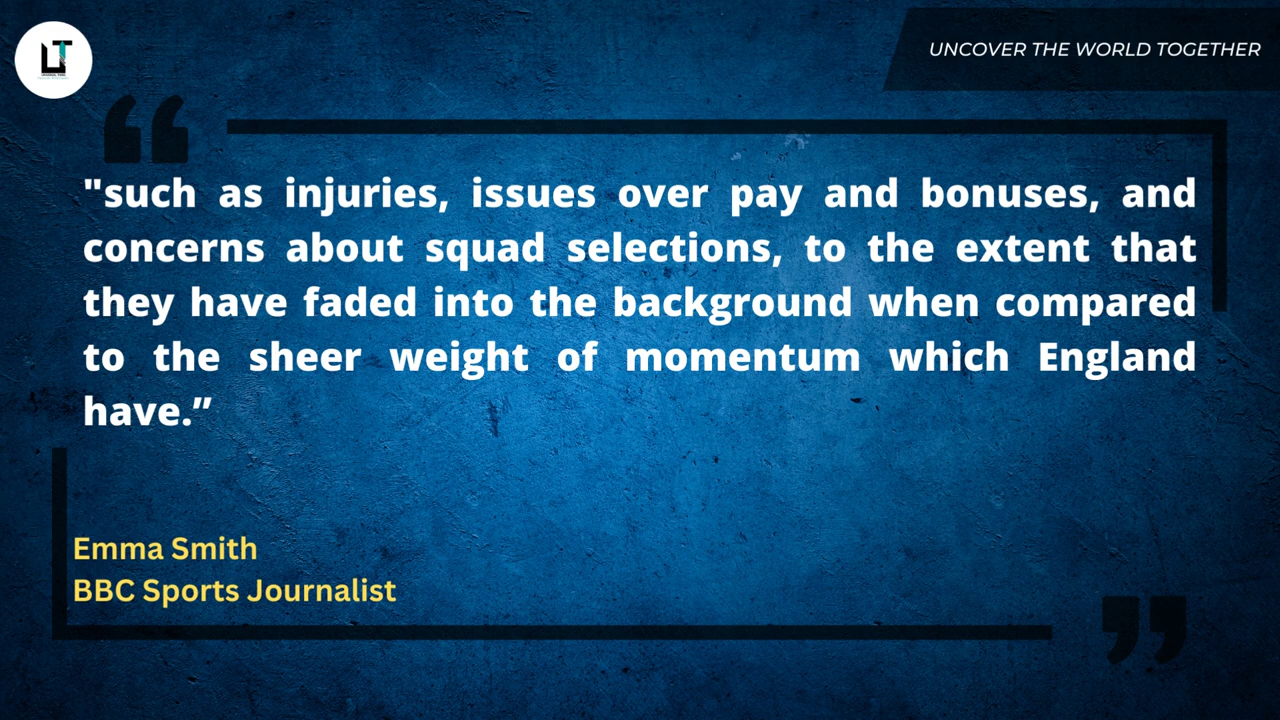 UNCOVER THE WORLD TOGETHER
"such as injuries, issues over pay and bonuses, and
concerns about squad selections, to the extent that
they have faded into the background when compared
to the sheer weight of momentum which England
have.”
Emma Smith
BBC Sports Journalist